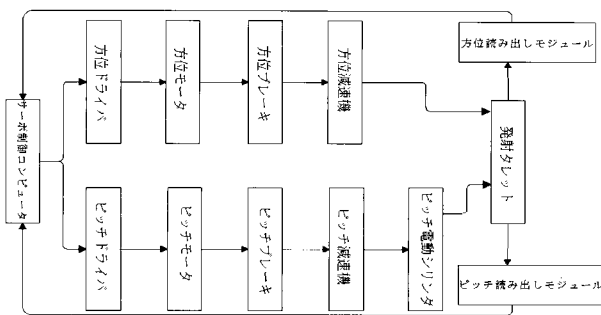 方位読み出しモジュール
方位ドライバ
方位モータ
方位ブレーキ
方位減速機
サーボ制御コンピュータ
発射タレット
ピッチドライバ
ピッチモータ
ピッチブレーキ
ピッチ減速機
ピッチ電動シリンダ
ピッチ読み出しモジュール